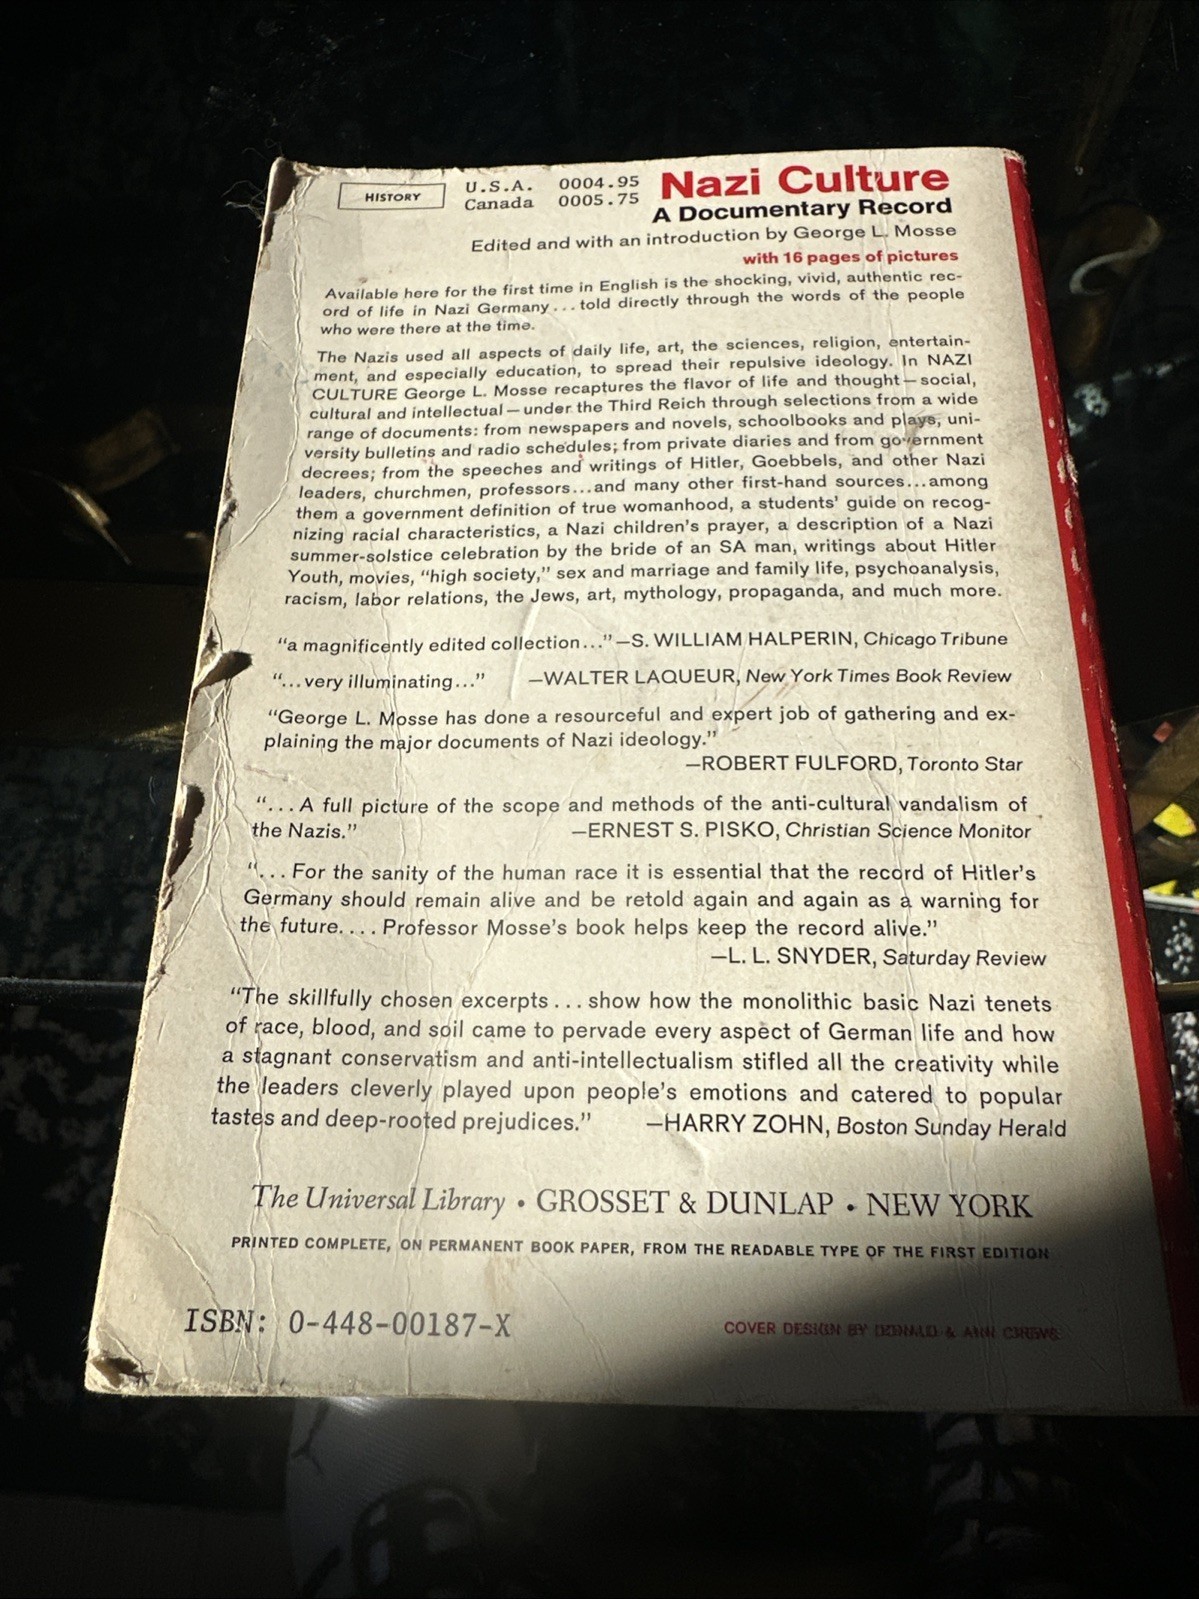 HISTORY
U.S.A. 0004.95
Canada 0005.75
Nazi Culture
A Documentary Record
Edited and with an introduction by George L. Mosse
with 16 pages of pictures
Available here for the first time in English is the shocking, vivid, authentic rec-
ord of life in Nazi Germany ... told directly through the words of the people
who were there at the time.
The Nazis used all aspects of daily life, art, the sciences, religion, entertain-
ment, and especially education, to spread their repulsive ideology. In NAZI
CULTURE George L. Mosse recaptures the flavor of life and thought—social,
cultural and intellectual—under the Third Reich through selections from a wide
range of documents: from newspapers and novels, schoolbooks and plays, uni-
versity bulletins and radio schedules; from private diaries and from government
decrees; from the speeches and writings of Hitler, Goebbels, and other Nazi
leaders, churchmen, professors...and many other first-hand sources...among
them a government definition of true womanhood, a students' guide on recog-
nizing racial characteristics, a Nazi children's prayer, a description of a Nazi
summer-solstice celebration by the bride of an SA man, writings about Hitler
Youth, movies, "high society," sex and marriage and family life, psychoanalysis,
racism, labor relations, the Jews, art, mythology, propaganda, and much more.
"a magnificently edited collection..."—S. WILLIAM HALPERIN, Chicago Tribune
"...very illuminating..." —WALTER LAQUEUR, New York Times Book Review
"George L. Mosse has done a resourceful and expert job of gathering and ex-
plaining the major documents of Nazi ideology."
—ROBERT FULFORD, Toronto Star
"...A full picture of the scope and methods of the anti-cultural vandalism of
the Nazis." —ERNEST S. PISKO, Christian Science Monitor
"...For the sanity of the human race it is essential that the record of Hitler's
Germany should remain alive and be retold again and again as a warning for
the future.... Professor Mosse's book helps keep the record alive."
—L. L. SNYDER, Saturday Review
"The skillfully chosen excerpts ... show how the monolithic basic Nazi tenets
of race, blood, and soil came to pervade every aspect of German life and how
a stagnant conservatism and anti-intellectualism stifled all the creativity while
the leaders cleverly played upon people's emotions and catered to popular
tastes and deep-rooted prejudices." —HARRY ZOHN, Boston Sunday Herald
The Universal Library • GROSSET & DUNLAP • NEW YORK
PRINTED COMPLETE, ON PERMANENT BOOK PAPER, FROM THE READABLE TYPE OF THE FIRST EDITION
ISBN: 0-448-00187-X
COVER DESIGN BY DONALD & ANN CREWS